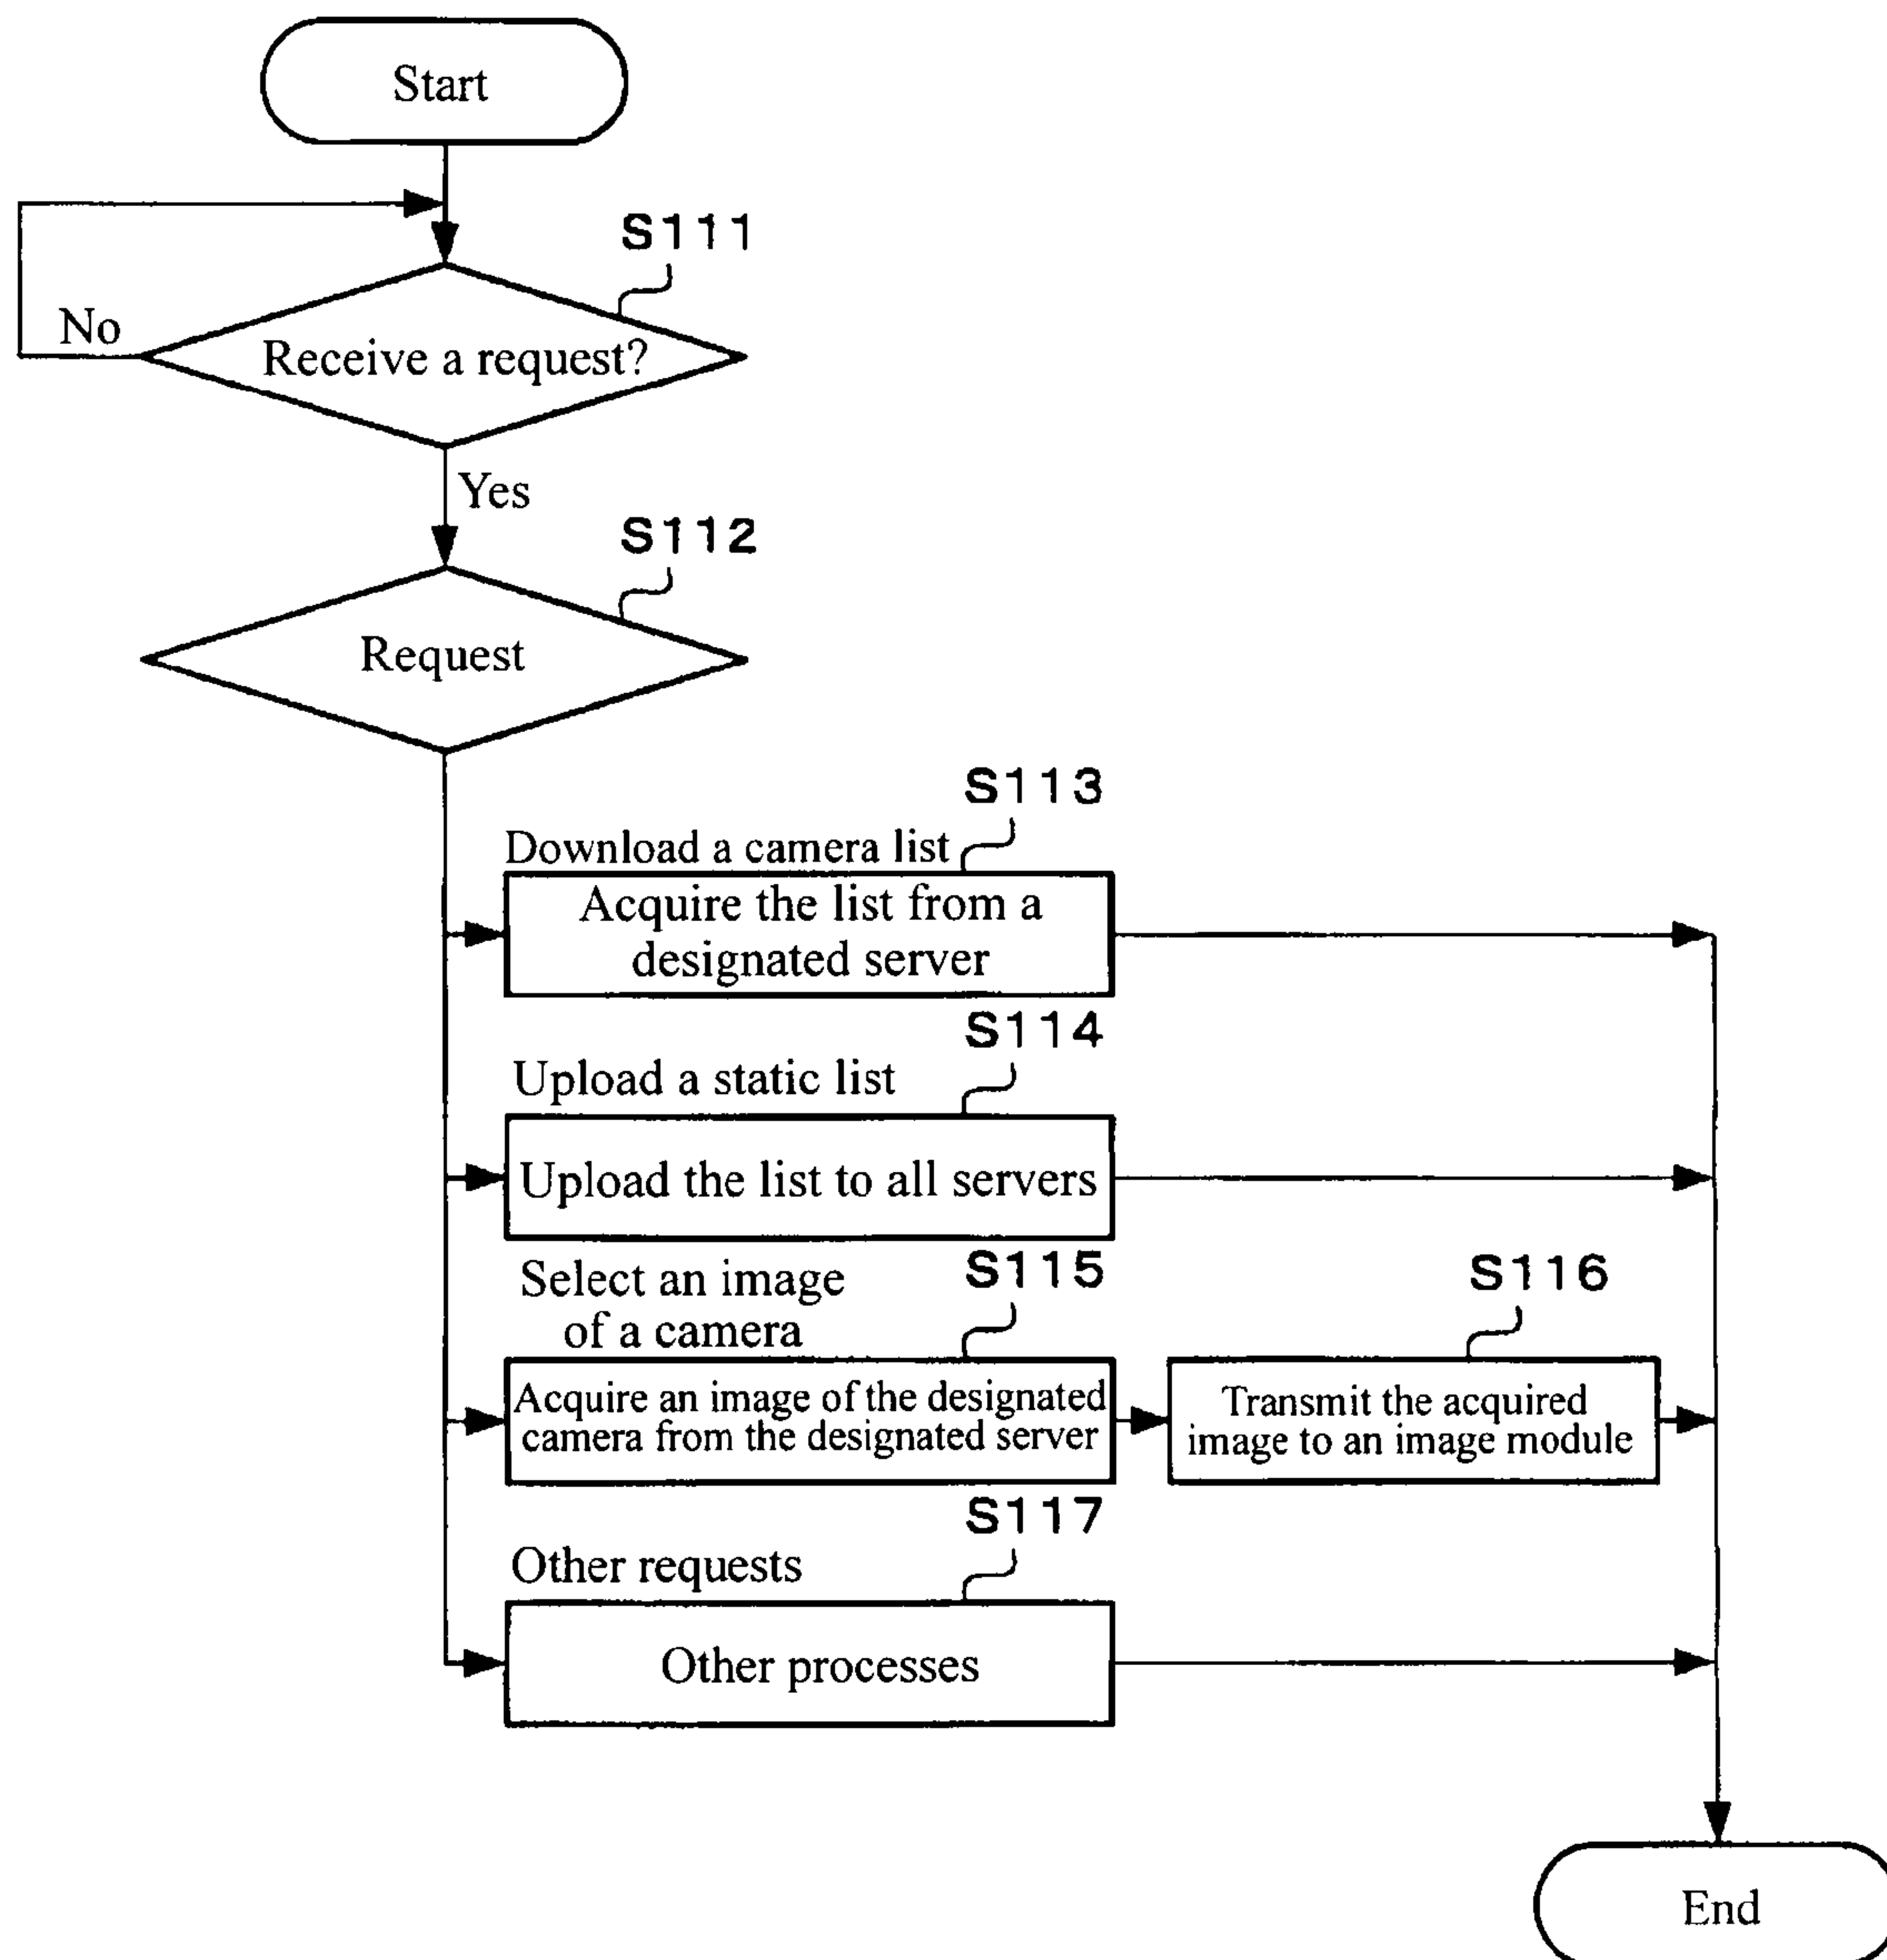 Start
S111
No
Receive a request?
Yes
S112
Request
S113
Download a camera list
Acquire the list from a
designated server
S114
Upload a static list
Upload the list to all servers
S115
Select an image
of a camera
S116
Acquire an image of the designated
camera from the designated server
Transmit the acquired
image to an image module
S117
Other requests
Other processes
End